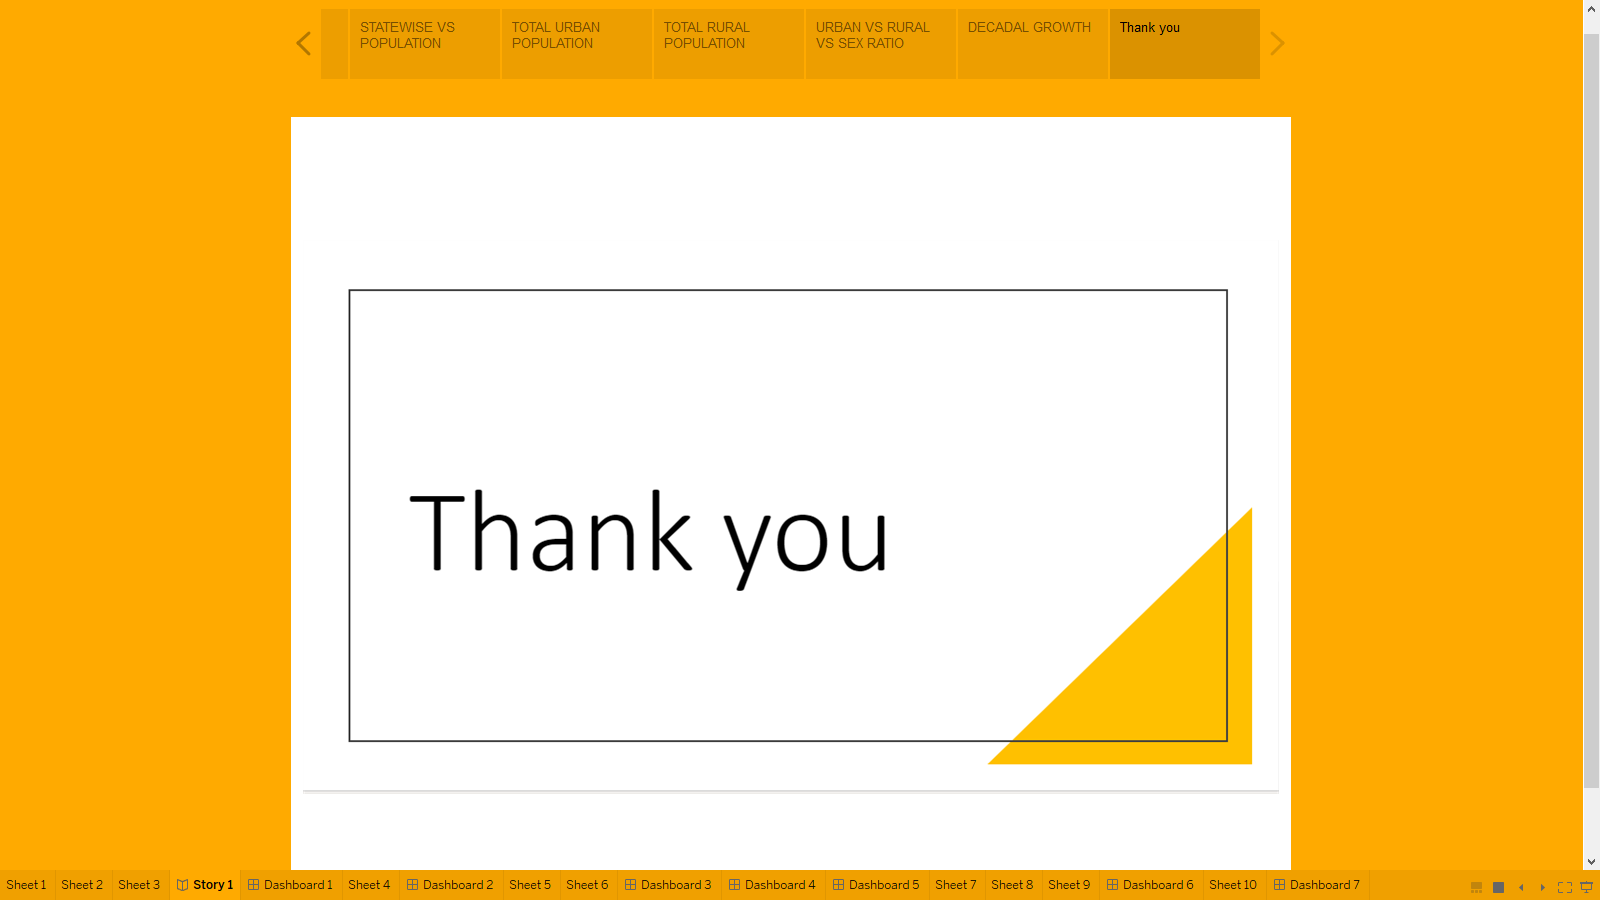 STATEWISE VS
POPULATION
TOTAL URBAN
POPULATION
TOTAL RURAL
POPULATION
URBAN VS RURAL
VS SEX RATIO
DECADAL GROWTH
Thank you
Thank you
Sheet 1 Sheet 2 Sheet 3 Story 1 Dashboard 1 Sheet 4 Dashboard 2 Sheet 5 Sheet 6 Dashboard 3 Dashboard 4 Dashboard 5 Sheet 7 Sheet 8 Sheet 9 Dashboard 6 Sheet 10 Dashboard 7